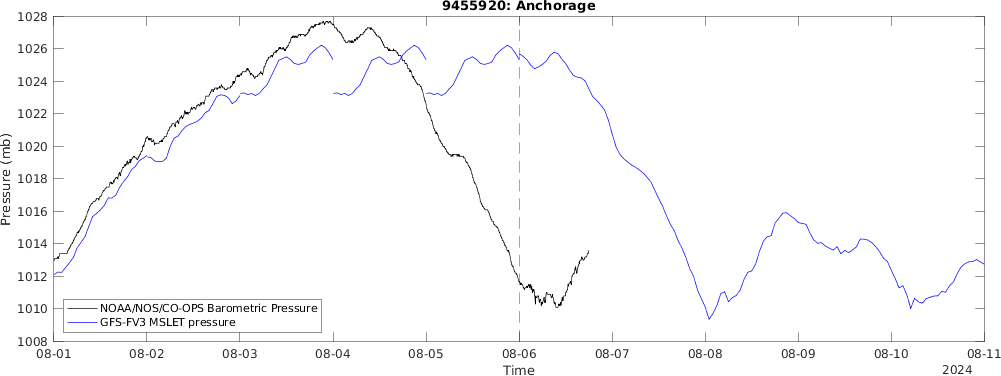 9455920: Anchorage
1028
1026
1024
1022
1020
1018
1016
1014
1012
1010
1008
Pressure (mb)
NOAA/NOS/CO-OPS Barometric Pressure
GFS-FV3 MSLET pressure
08-01 08-02 08-03 08-04 08-05 08-06 08-07 08-08 08-09 08-10 08-11
Time
2024